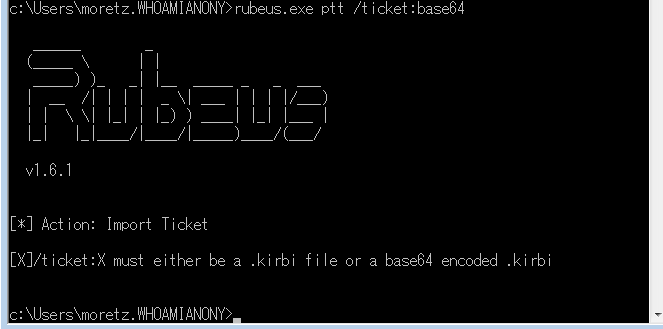 c:\Users\moretz.WHOAMIANONY>rubeus.exe ptt /ticket:base64
Rubeus
v1.6.1
[*] Action: Import Ticket
[X]/ticket:X must either be a .kirbi file or a base64 encoded .kirbi
c:\Users\moretz.WHOAMIANONY>